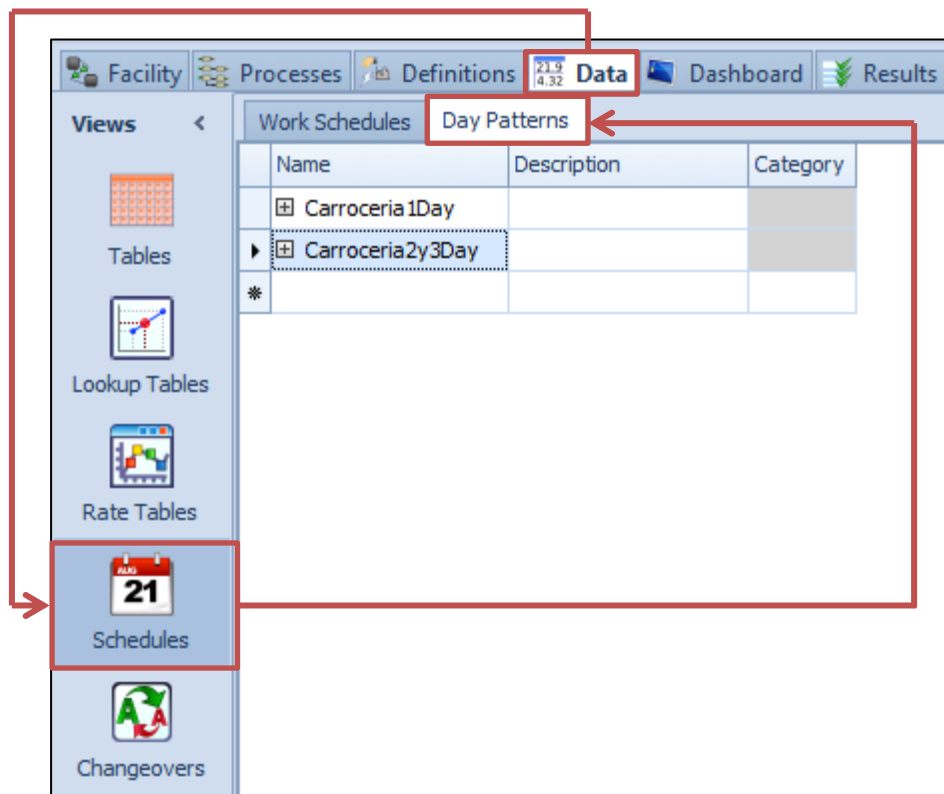 Facility Processes Definitions 21.9 4.32 Data Dashboard Results
Views <
Work Schedules Day Patterns
Name Description Category
Carroceria1Day
Carroceria2y3Day
Tables
Lookup Tables
Rate Tables
AUG
21
Schedules
A A
Changeovers